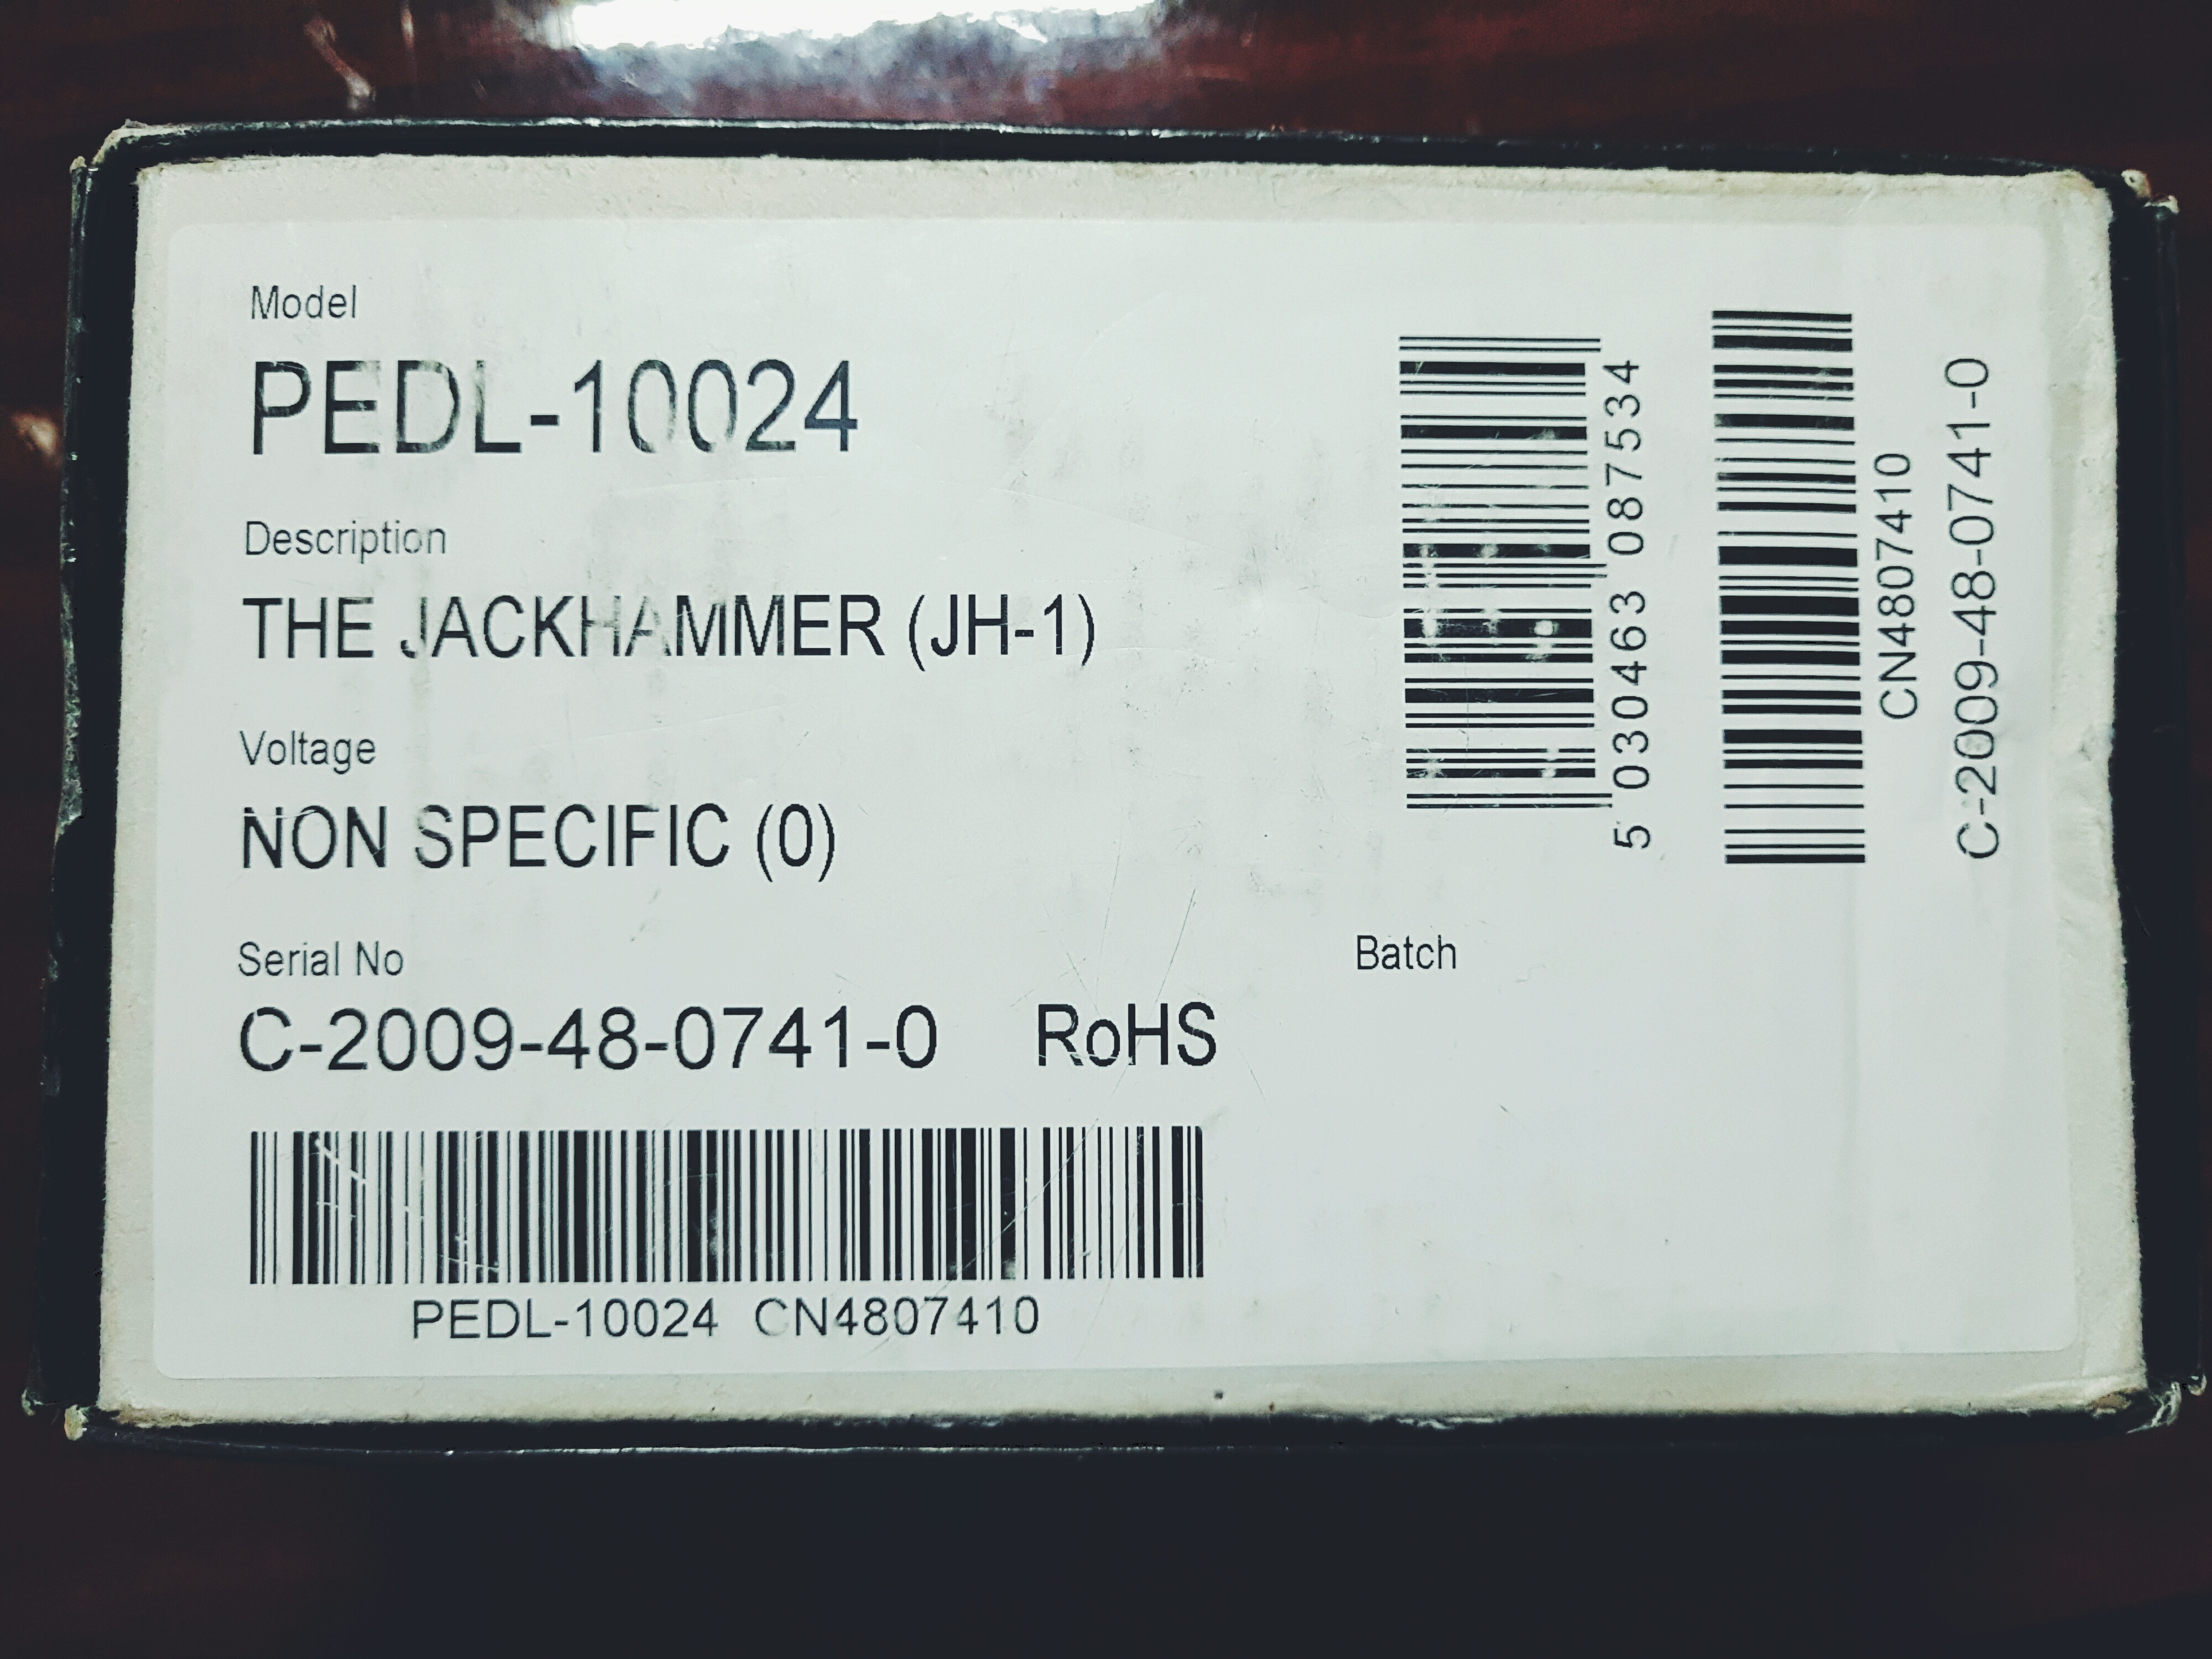 Model
PEDL-10024
Description
THE JACKHAMMER (JH-1)
Voltage
NON SPECIFIC (0)
Serial No
C-2009-48-0741-0 RoHS
PEDL-10024 CN4807410
5 030463 087534
CN4807410
C-2009-48-0741-0
Batch